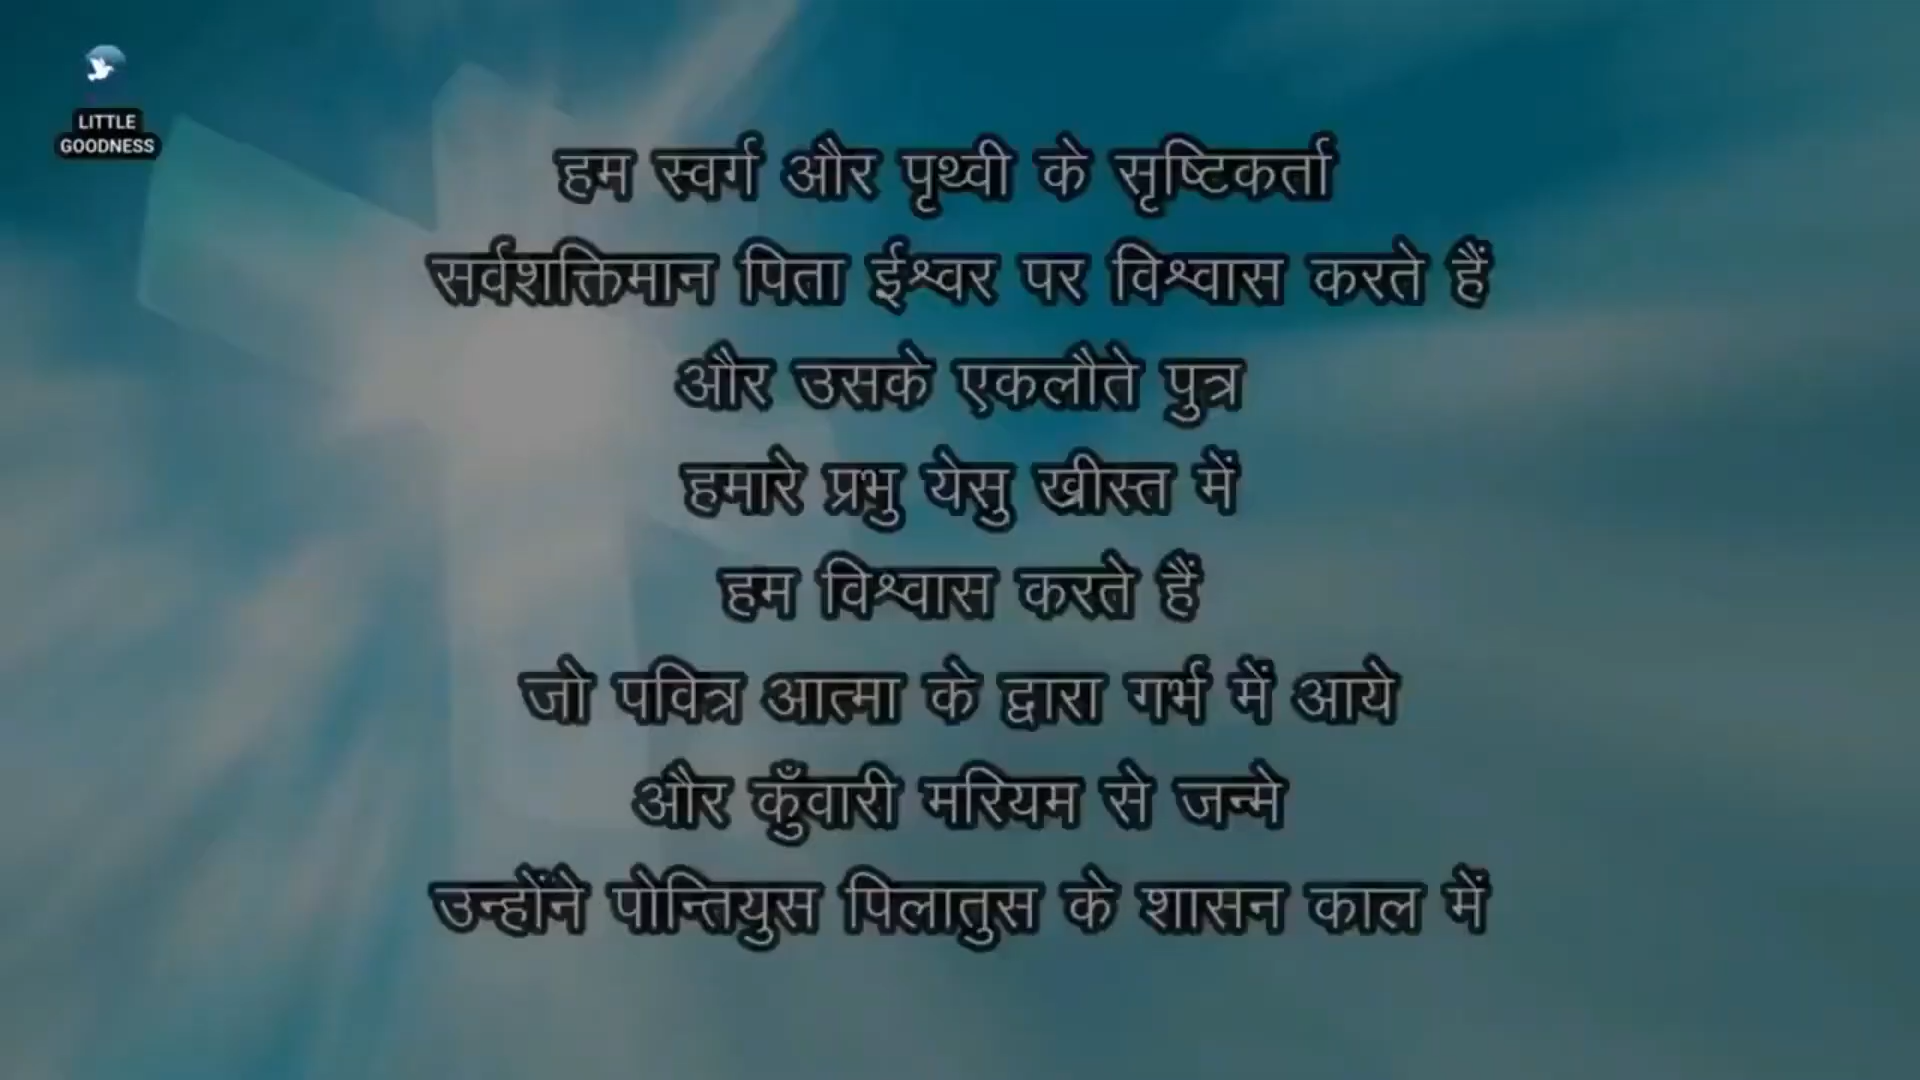 LITTLE
GOODNESS
हम स्वर्ग और पृथ्वी के सृष्टिकर्ता
सर्वशक्तिमान पिता ईश्वर पर विश्वास करते हैं
और उसके एकलौते पुत्र
हमारे प्रभु येसु ख्रीस्त में
हम विश्वास करते हैं
जो पवित्र आत्मा के द्वारा गर्भ में आये
और कुँवारी मरियम से जन्मे
उन्होंने पोन्तियुस पिलातुस के शासन काल में